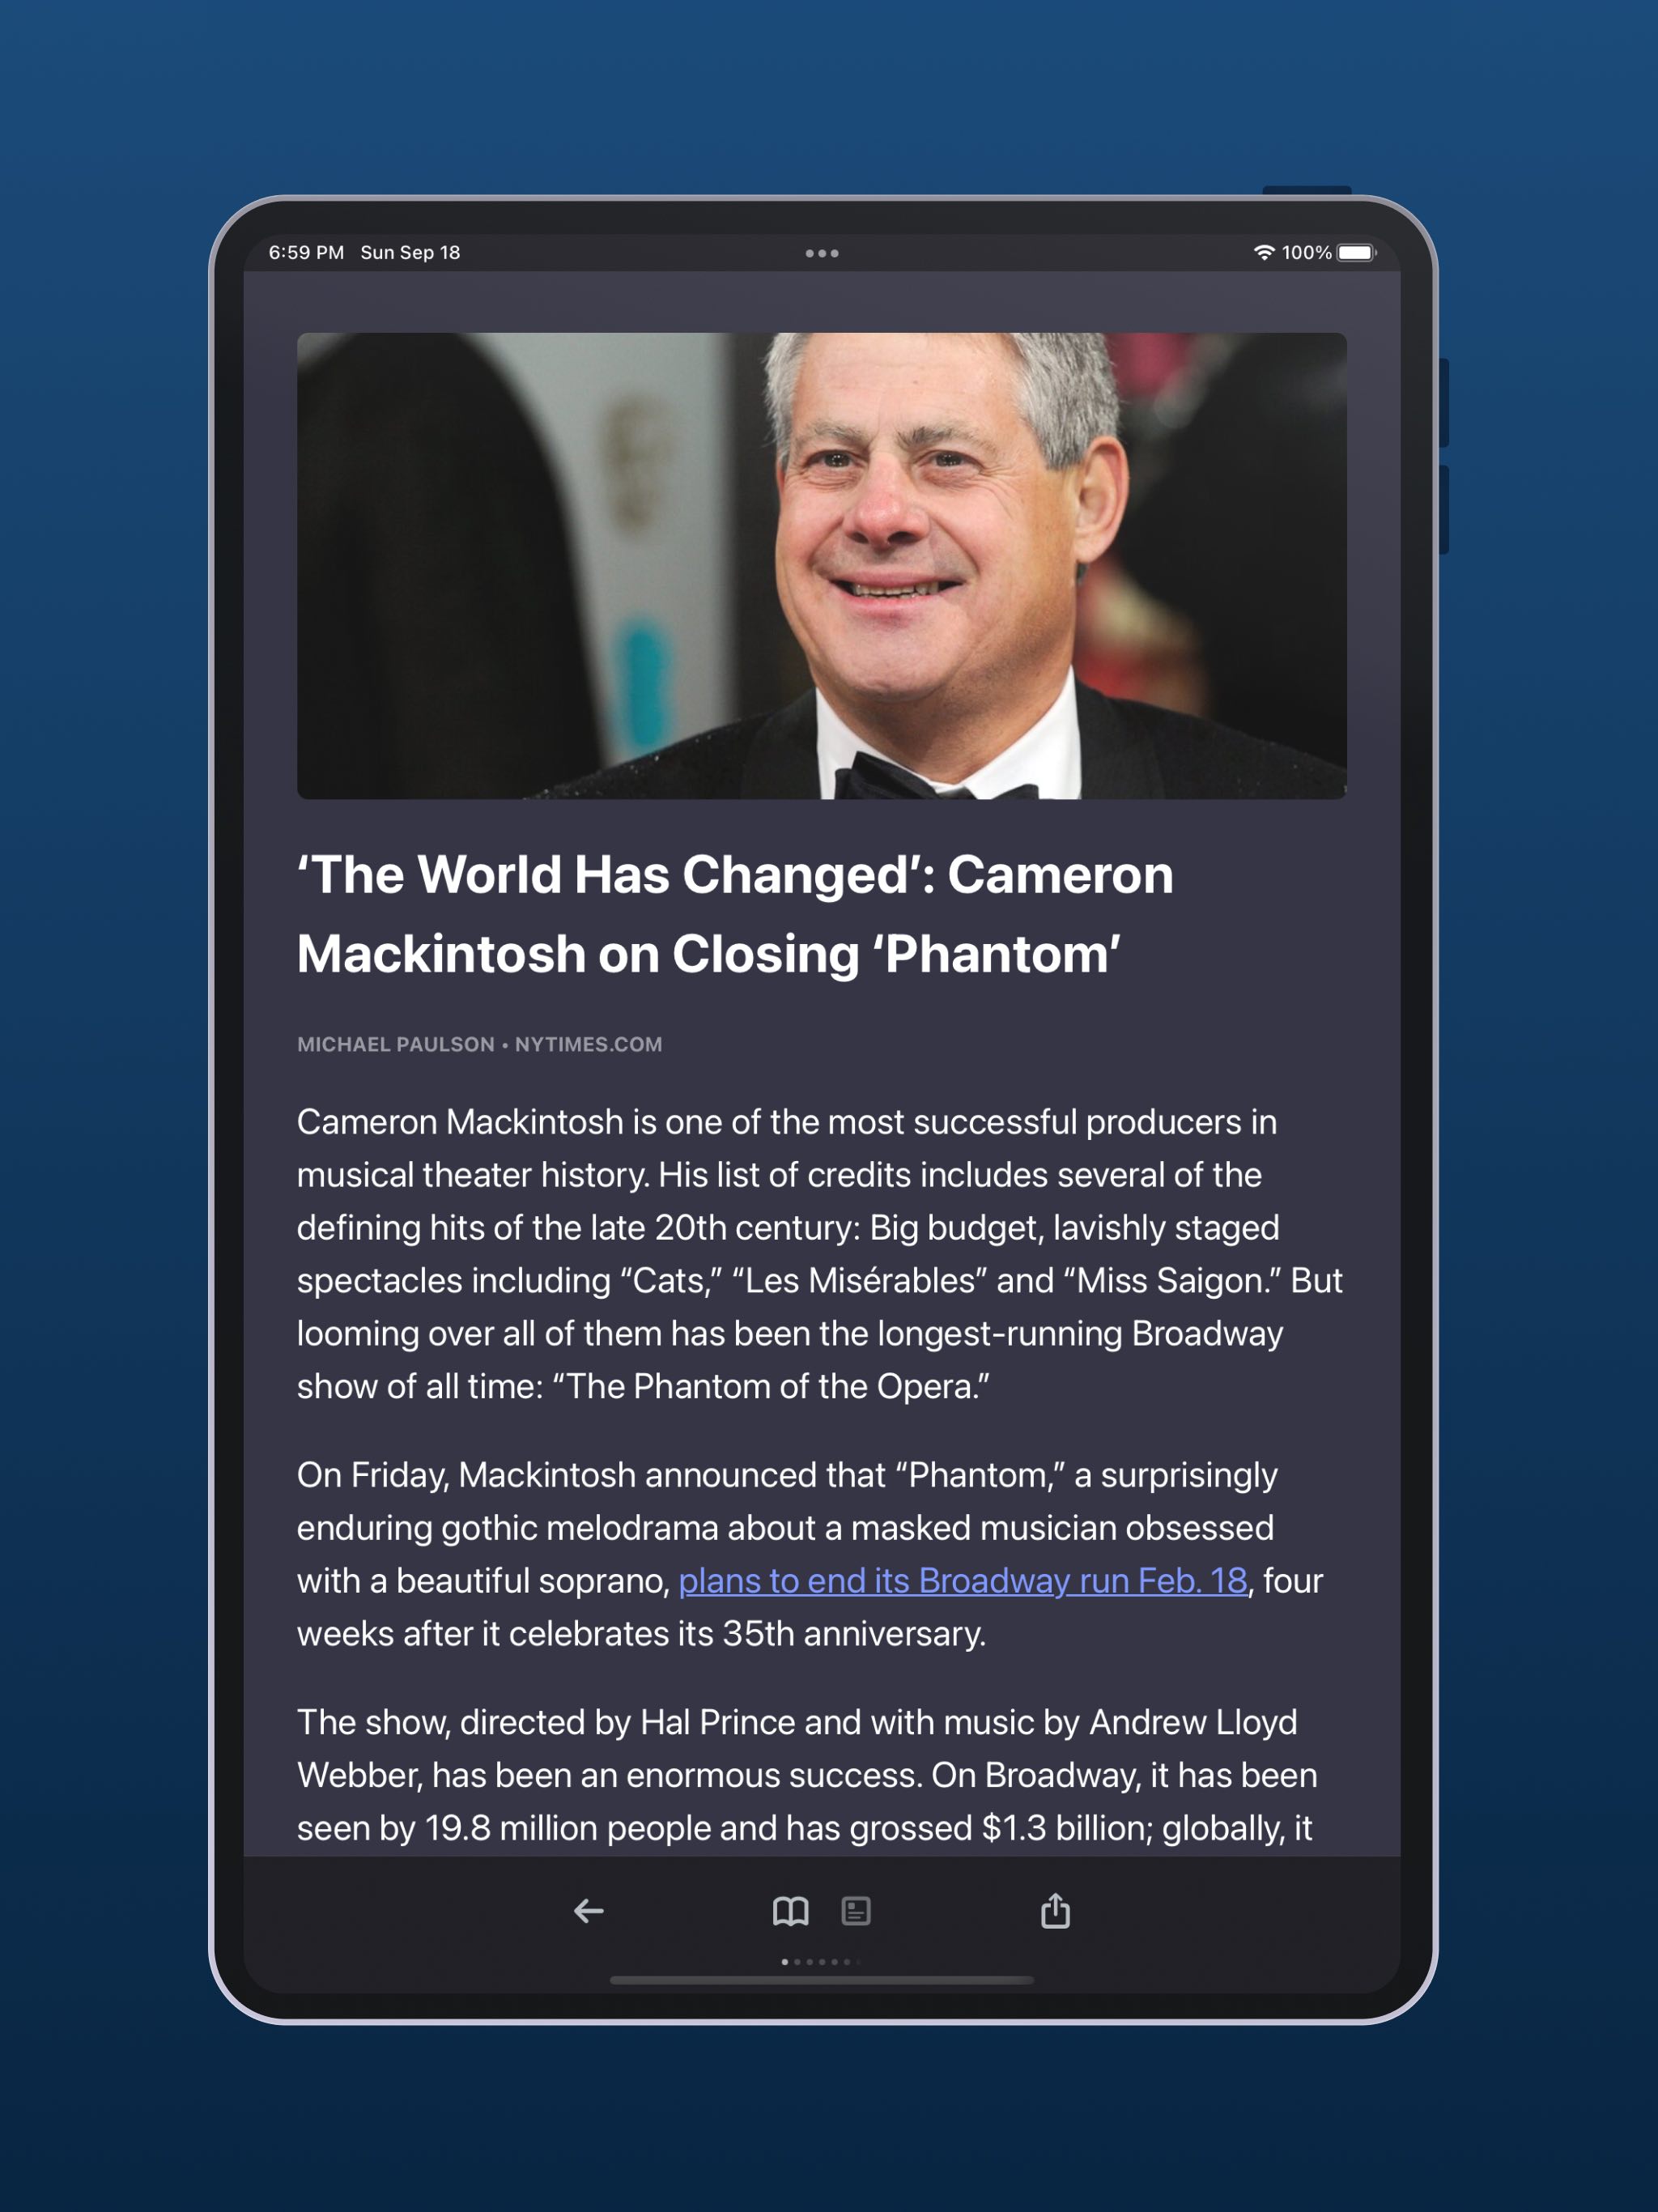 6:59 PM Sun Sep 18 100%
‘The World Has Changed’: Cameron
Mackintosh on Closing ‘Phantom’
MICHAEL PAULSON • NYTIMES.COM
Cameron Mackintosh is one of the most successful producers in
musical theater history. His list of credits includes several of the
defining hits of the late 20th century: Big budget, lavishly staged
spectacles including “Cats,” “Les Misérables” and “Miss Saigon.” But
looming over all of them has been the longest-running Broadway
show of all time: “The Phantom of the Opera.”
On Friday, Mackintosh announced that “Phantom,” a surprisingly
enduring gothic melodrama about a masked musician obsessed
with a beautiful soprano, plans to end its Broadway run Feb. 18, four
weeks after it celebrates its 35th anniversary.
The show, directed by Hal Prince and with music by Andrew Lloyd
Webber, has been an enormous success. On Broadway, it has been
seen by 19.8 million people and has grossed $1.3 billion; globally, it